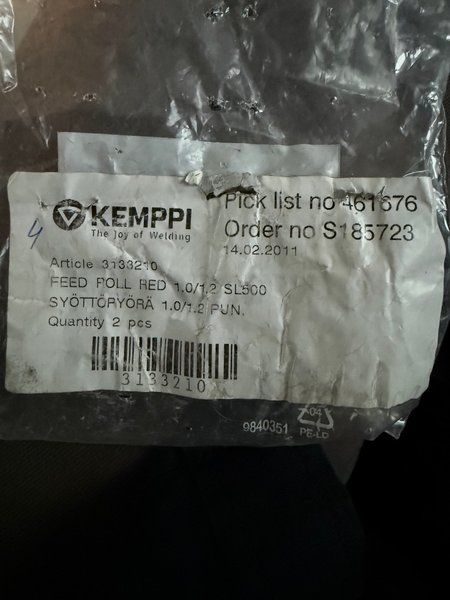 Pick list no 461676
Order no S185723
14.02.2011
4
KEMPPI
The Joy of Welding
Article 3133210
FEED ROLL RED 1.0/1,2 SL500
SYÖTTÖPYÖRÄ 1.0/1.2 PUN.
Quantity 2 pcs
3133210
9840351
04
PE-LD